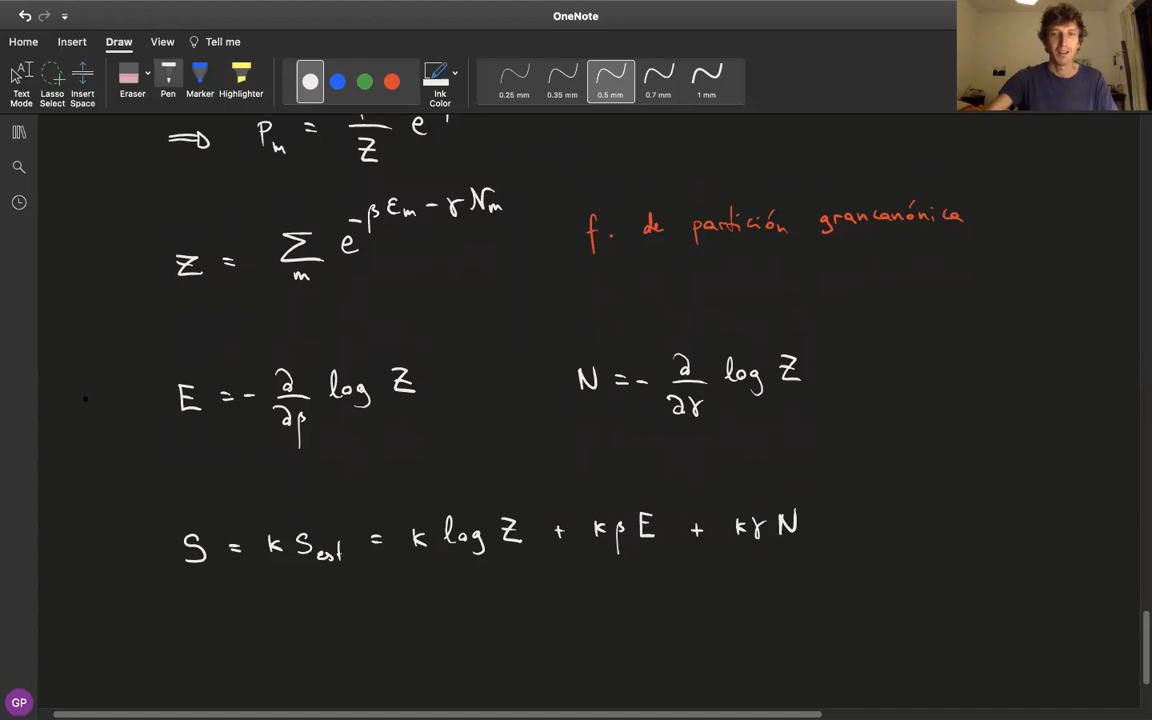 OneNote
Home Insert Draw View Tell me
Text Mode Lasso Select Insert Space Eraser Pen Marker Highlighter Ink Color 0.25 mm 0.35 mm 0.5 mm 0.7 mm 1 mm
⟹ P_m = 1/Z e
Z = Σ_m e^{-β ε_m - γ N_m} f. de partición grancanónica
E = - ∂/∂β log Z N = - ∂/∂γ log Z
S = k S_est = k log Z + kβE + kγN
GP